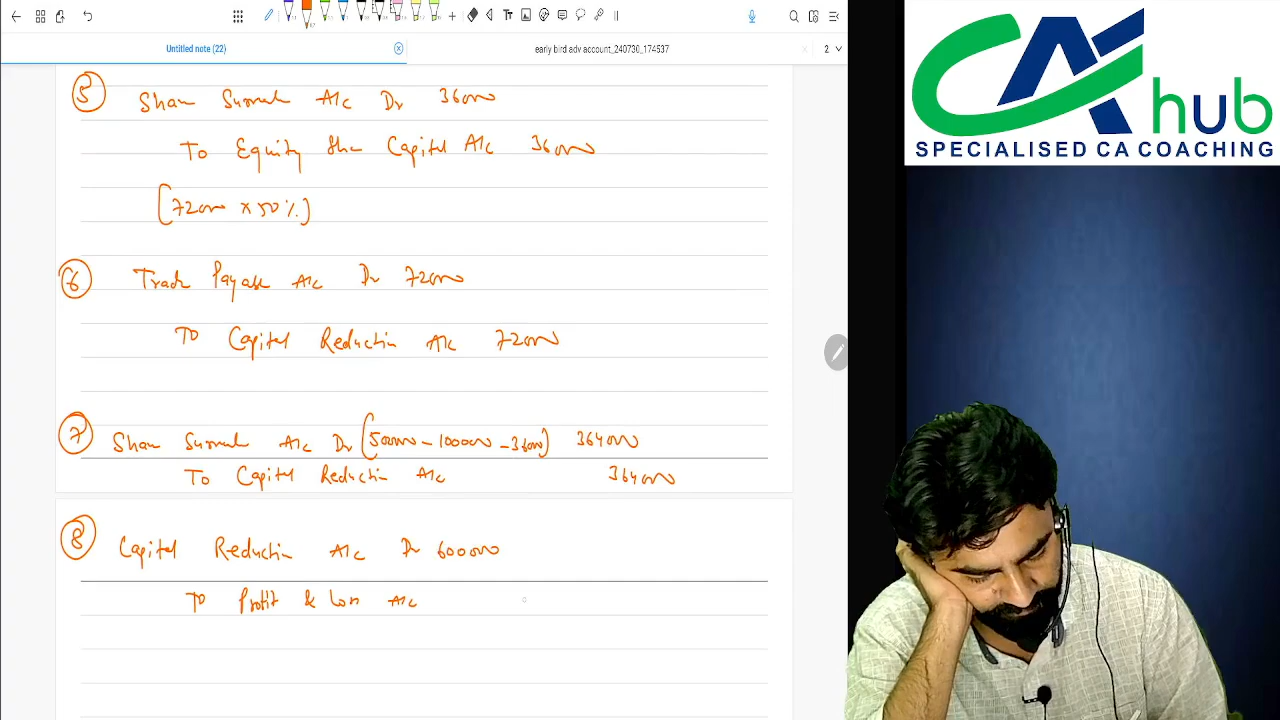 Untitled note (22)
early bird adv account_240730_174537
2
CA hub
SPECIALISED CA COACHING
5 Share Surrender A/c Dr 36000
To Equity Share Capital A/c 36000
[72000 x 50%]
6 Trade Payable A/c Dr 72000
To Capital Reduction A/c 72000
7 Share Surrender A/c Dr [500000 - 100000 - 36000] 364000
To Capital Reduction A/c 364000
8 Capital Reduction A/c Dr 600000
To Profit & Loss A/c